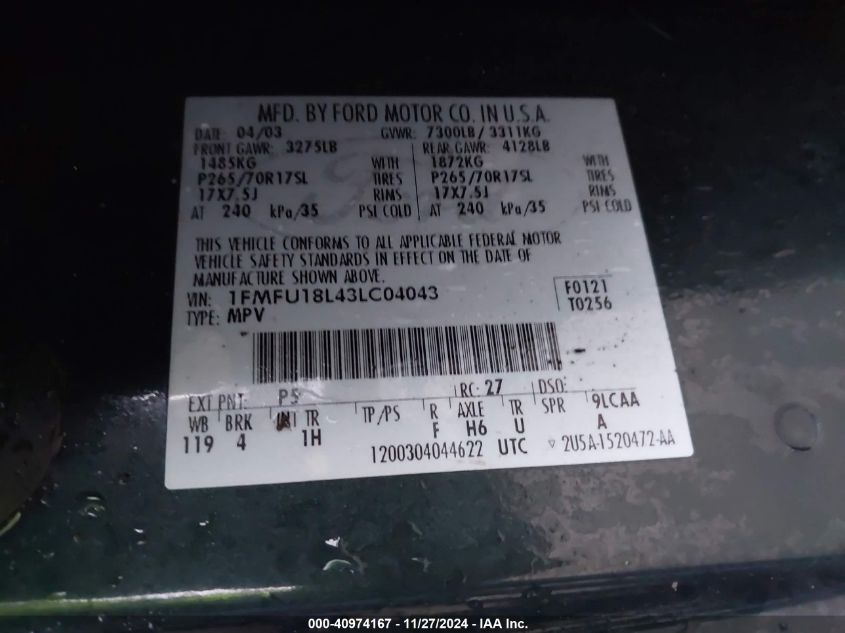 MFD. BY FORD MOTOR CO. IN U.S.A.
DATE: 04/03 GVWR: 7300LB/ 3311KG
FRONT GAWR: 3275LB REAR GAWR: 4128LB
1485KG WITH 1872KG WITH
P265/70R17SL TIRES P265/70R17SL TIRES
17X7.5J RIMS 17X7.5J RIMS
AT 240 kPa/35 PSI COLD AT 240 kPa/35 PSI COLD
THIS VEHICLE CONFORMS TO ALL APPLICABLE FEDERAL MOTOR
VEHICLE SAFETY STANDARDS IN EFFECT ON THE DATE OF
MANUFACTURE SHOWN ABOVE.
VIN: 1FMFU18L43LC04043 F0121
TYPE: MPV T0256
EXT PNT: P5 RC: 27 DSO:
WB BRK INT TR TP/PS R AXLE TR SPR 9LCAA
119 4 1H F H6 U A
1200304044622 UTC ▽ 2U5A-1520472-AA
000-40974167 - 11/27/2024 - IAA Inc.